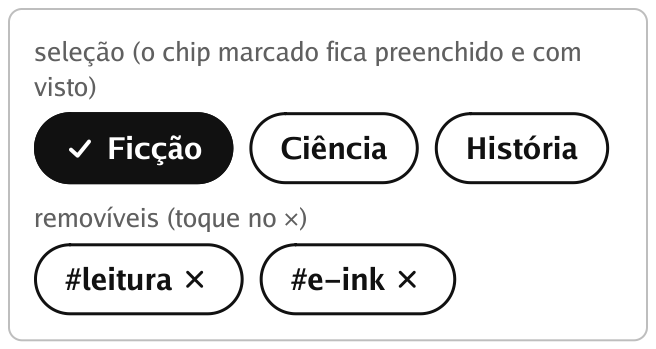 seleção (o chip marcado fica preenchido e com
visto)
✓ Ficção Ciência História
removíveis (toque no ×)
#leitura × #e-ink ×